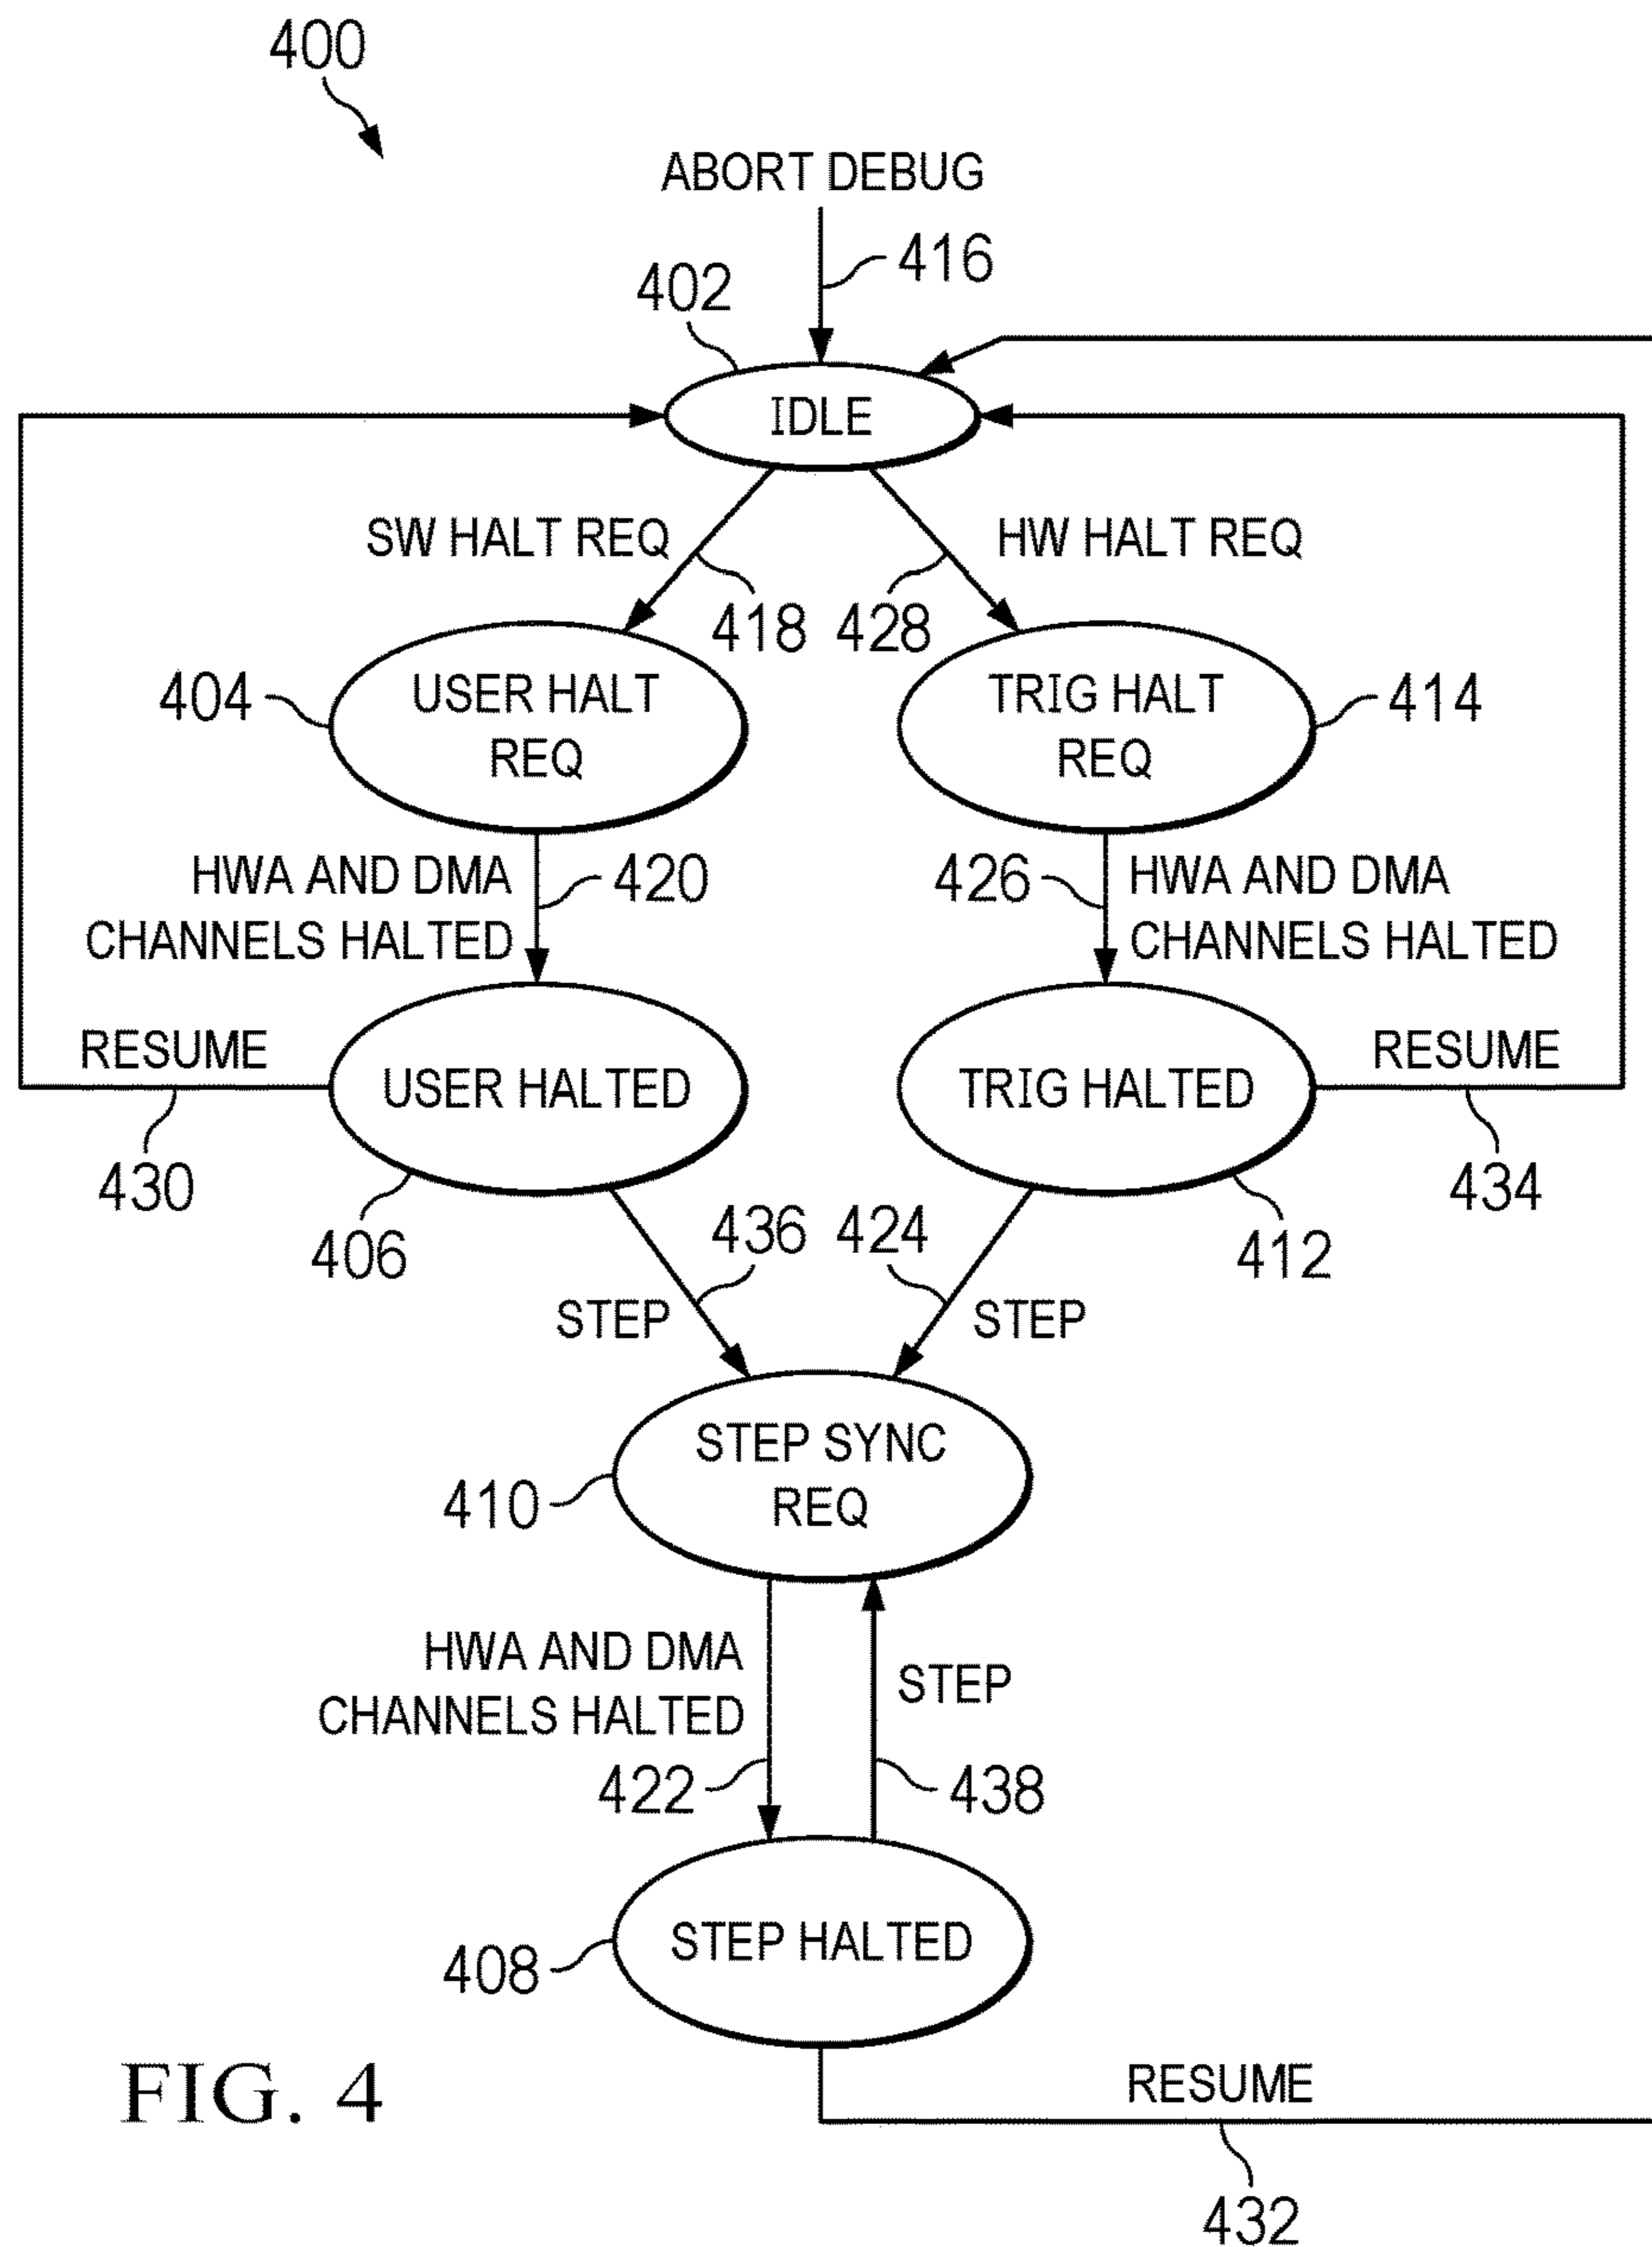 400
ABORT DEBUG
416
402
IDLE
SW HALT REQ
HW HALT REQ
418
428
404
USER HALT
REQ
TRIG HALT
REQ
414
HWA AND DMA
CHANNELS HALTED
420
426
HWA AND DMA
CHANNELS HALTED
RESUME
USER HALTED
TRIG HALTED
RESUME
430
406
436
424
412
434
STEP
STEP
STEP SYNC
REQ
410
HWA AND DMA
CHANNELS HALTED
STEP
422
438
STEP HALTED
408
FIG. 4
RESUME
432